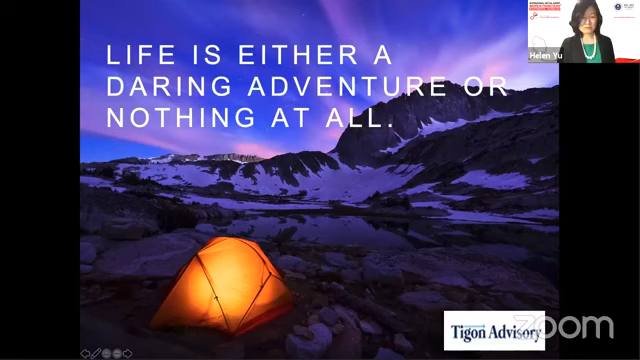 LIFE IS EITHER A
DARING ADVENTURE OR
NOTHING AT ALL.
Helen Yu
Tigon Advisory
zoom